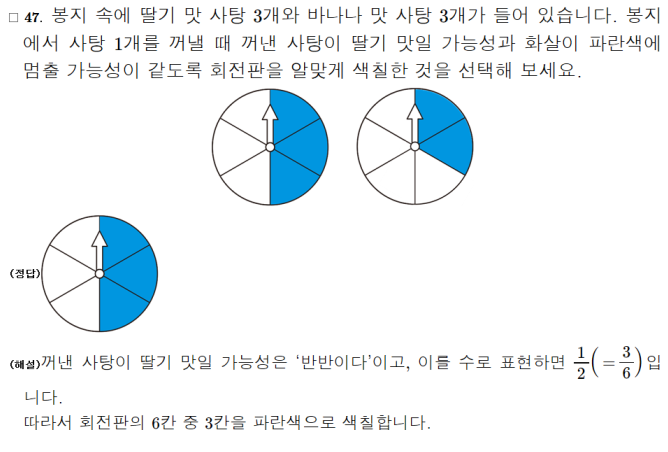 □ 47. 봉지 속에 딸기 맛 사탕 3개와 바나나 맛 사탕 3개가 들어 있습니다. 봉지
에서 사탕 1개를 꺼낼 때 꺼낸 사탕이 딸기 맛일 가능성과 화살이 파란색에
멈출 가능성이 같도록 회전판을 알맞게 색칠한 것을 선택해 보세요.
(정답)
(해설)꺼낸 사탕이 딸기 맛일 가능성은 ‘반반이다’이고, 이를 수로 표현하면 1/2(=3/6)입
니다.
따라서 회전판의 6칸 중 3칸을 파란색으로 색칠합니다.